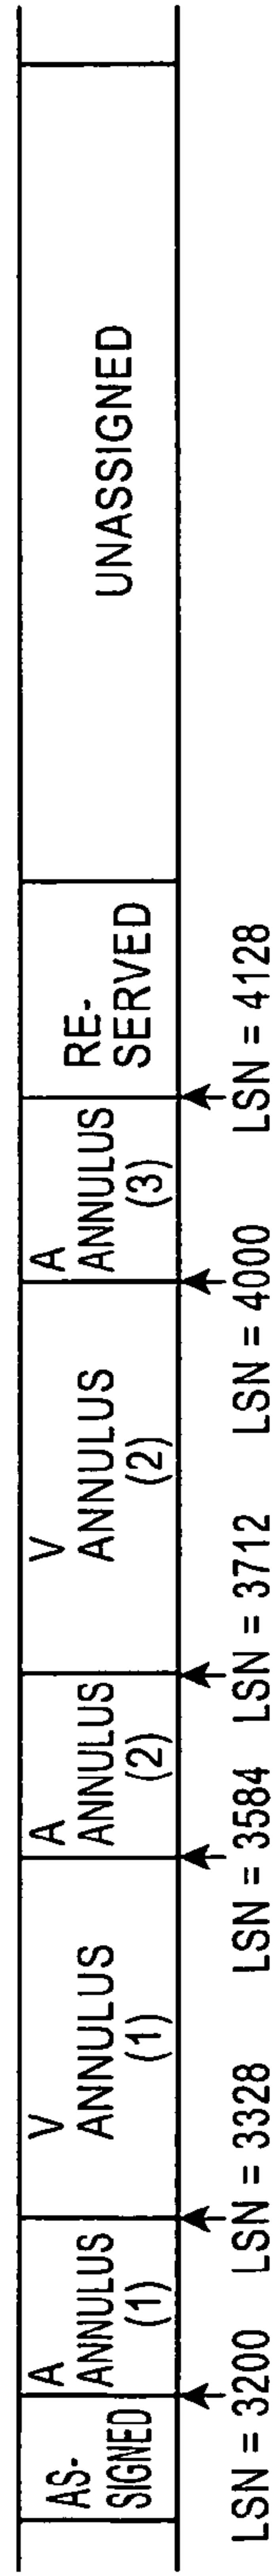 AS-
SIGNED
A
ANNULUS
(1)
V
ANNULUS
(1)
A
ANNULUS
(2)
V
ANNULUS
(2)
A
ANNULUS
(3)
RE-
SERVED
UNASSIGNED
LSN = 3200
LSN = 3328
LSN = 3584
LSN = 3712
LSN = 4000
LSN = 4128